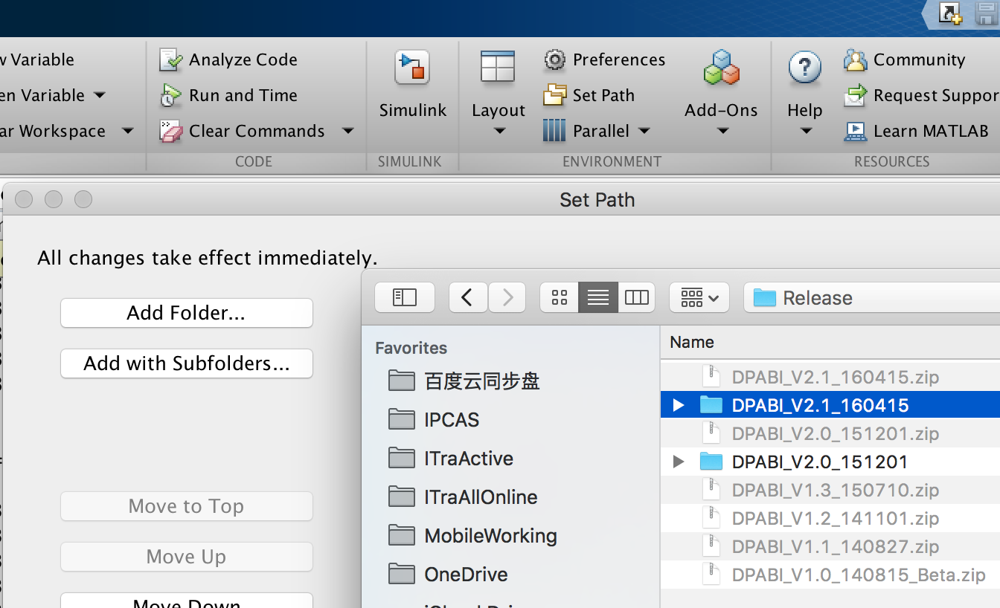 Variable
Analyze Code
Preferences
Community
Variable
Run and Time
Set Path
Request Suppor
Workspace
Clear Commands
Simulink
Layout
Parallel
Add-Ons
Help
Learn MATLAB
CODE
SIMULINK
ENVIRONMENT
RESOURCES
Set Path
All changes take effect immediately.
Add Folder...
Add with Subfolders...
Move to Top
Move Up
Move Down
Release
Favorites
百度云同步盘
IPCAS
ITraActive
ITraAllOnline
MobileWorking
OneDrive
Name
DPABI_V2.1_160415.zip
DPABI_V2.1_160415
DPABI_V2.0_151201.zip
DPABI_V2.0_151201
DPABI_V1.3_150710.zip
DPABI_V1.2_141101.zip
DPABI_V1.1_140827.zip
DPABI_V1.0_140815_Beta.zip